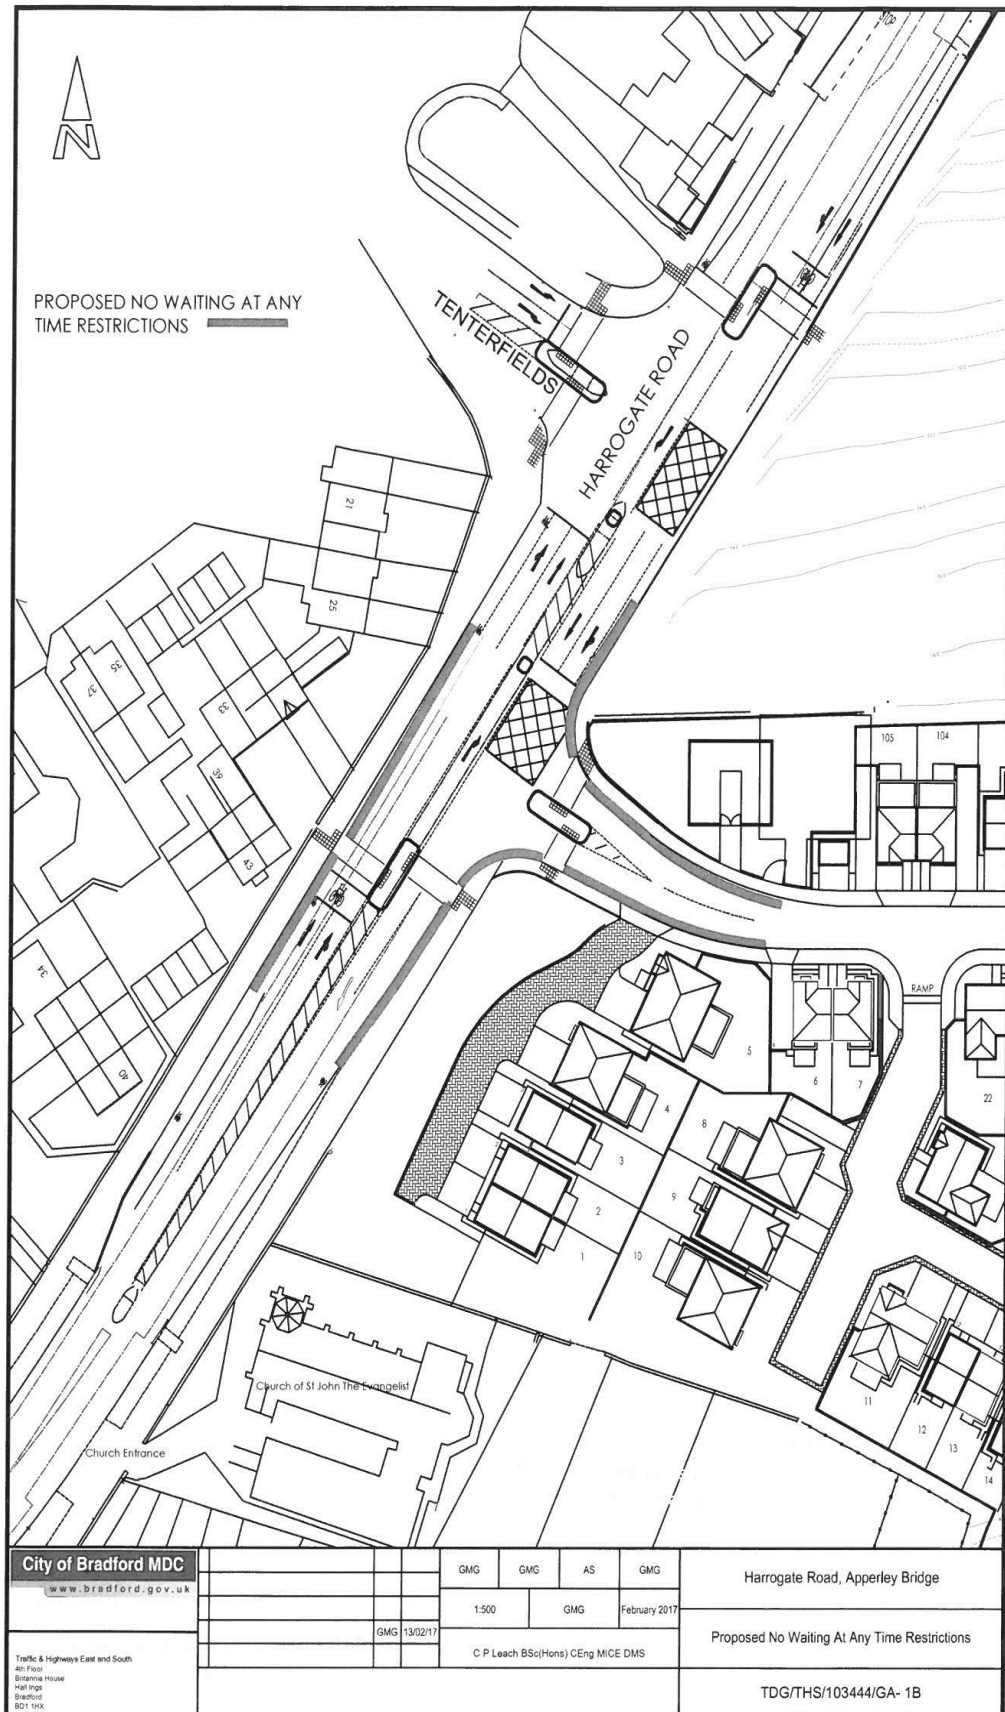 STOP
N
PROPOSED NO WAITING AT ANY
TIME RESTRICTIONS
TENTERFIELDS
HARROGATE ROAD
21
25
35
37
33
39
43
34
40
105
104
RAMP
5
6
7
22
4
8
3
9
2
10
1
11
12
13
14
Church of St John The Evangelist
Church Entrance
City of Bradford MDC
www.bradford.gov.uk
Traffic & Highways East and South
4th Floor
Britannia House
Hall Ings
Bradford
BD1 1HX
GMG 13/02/17
GMG GMG AS GMG
1:500 GMG February 2017
C P Leach BSc(Hons) CEng MICE DMS
Harrogate Road, Apperley Bridge
Proposed No Waiting At Any Time Restrictions
TDG/THS/103444/GA- 1B